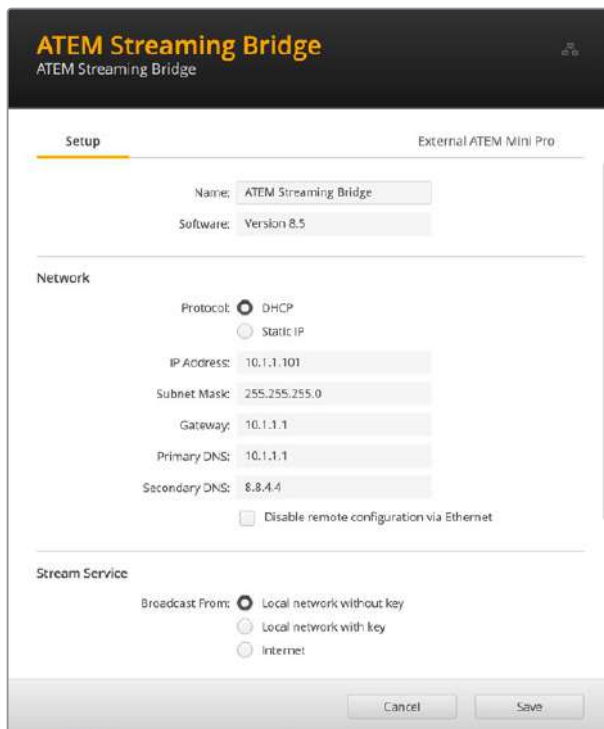 ATEM Streaming Bridge
ATEM Streaming Bridge
Setup External ATEM Mini Pro
Name: ATEM Streaming Bridge
Software: Version 8.5
Network
Protocol: DHCP
Static IP
IP Address: 10.1.1.101
Subnet Mask: 255.255.255.0
Gateway: 10.1.1.1
Primary DNS: 10.1.1.1
Secondary DNS: 8.8.4.4
Disable remote configuration via Ethernet
Stream Service
Broadcast From: Local network without key
Local network with key
Internet
Cancel Save